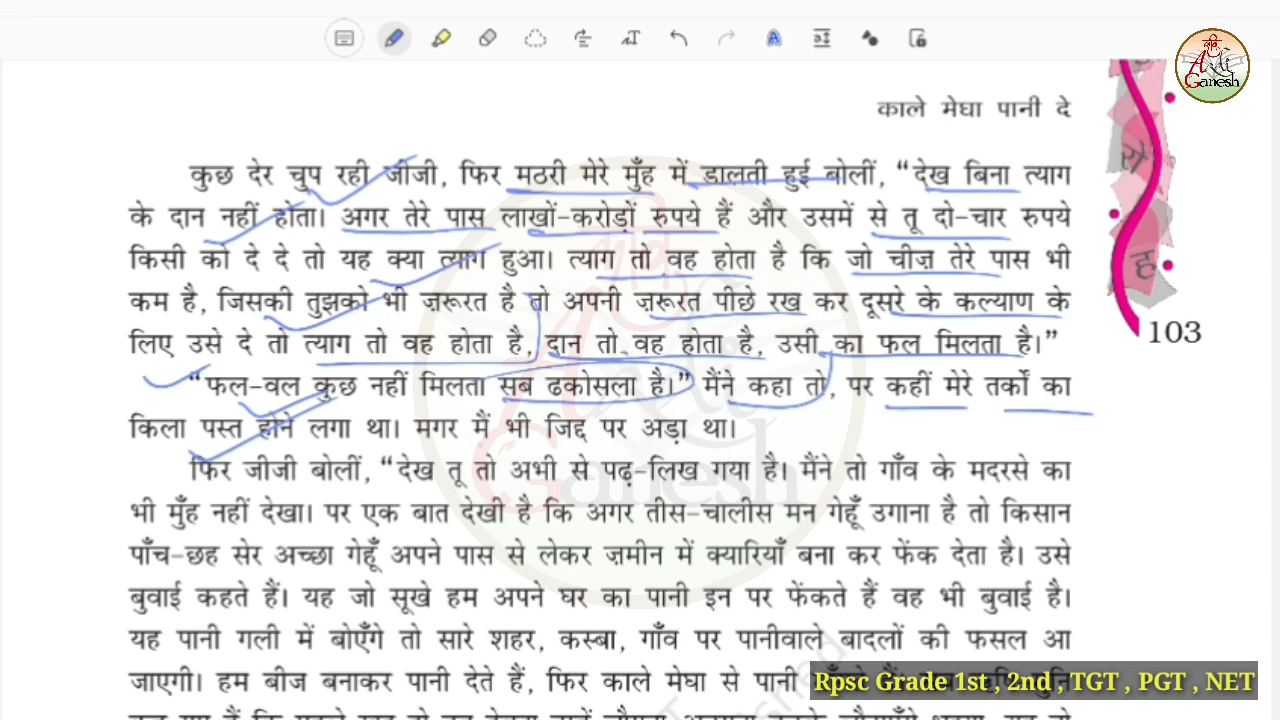 श्री
Arti
Ganesh
काले मेघा पानी दे
कुछ देर चुप रही जीजी, फिर मठरी मेरे मुँह में डालती हुई बोलीं, “देख बिना त्याग
के दान नहीं होता। अगर तेरे पास लाखों-करोड़ों रुपये हैं और उसमें से तू दो-चार रुपये
किसी को दे दे तो यह क्या त्याग हुआ। त्याग तो वह होता है कि जो चीज़ तेरे पास भी
कम है, जिसकी तुझको भी ज़रूरत है तो अपनी ज़रूरत पीछे रख कर दूसरे के कल्याण के
लिए उसे दे तो त्याग तो वह होता है, दान तो वह होता है, उसी का फल मिलता है।”
103
“फल-वल कुछ नहीं मिलता सब ढकोसला है।” मैंने कहा तो, पर कहीं मेरे तर्कों का
किला पस्त होने लगा था। मगर मैं भी जिद्द पर अड़ा था।
फिर जीजी बोलीं, “देख तू तो अभी से पढ़-लिख गया है। मैंने तो गाँव के मदरसे का
भी मुँह नहीं देखा। पर एक बात देखी है कि अगर तीस-चालीस मन गेहूँ उगाना है तो किसान
पाँच-छह सेर अच्छा गेहूँ अपने पास से लेकर ज़मीन में क्यारियाँ बना कर फेंक देता है। उसे
बुवाई कहते हैं। यह जो सूखे हम अपने घर का पानी इन पर फेंकते हैं वह भी बुवाई है।
यह पानी गली में बोएँगे तो सारे शहर, कस्बा, गाँव पर पानीवाले बादलों की फसल आ
जाएगी। हम बीज बनाकर पानी देते हैं, फिर काले मेघा से पानी
Rpsc Grade 1st , 2nd , TGT , PGT , NET